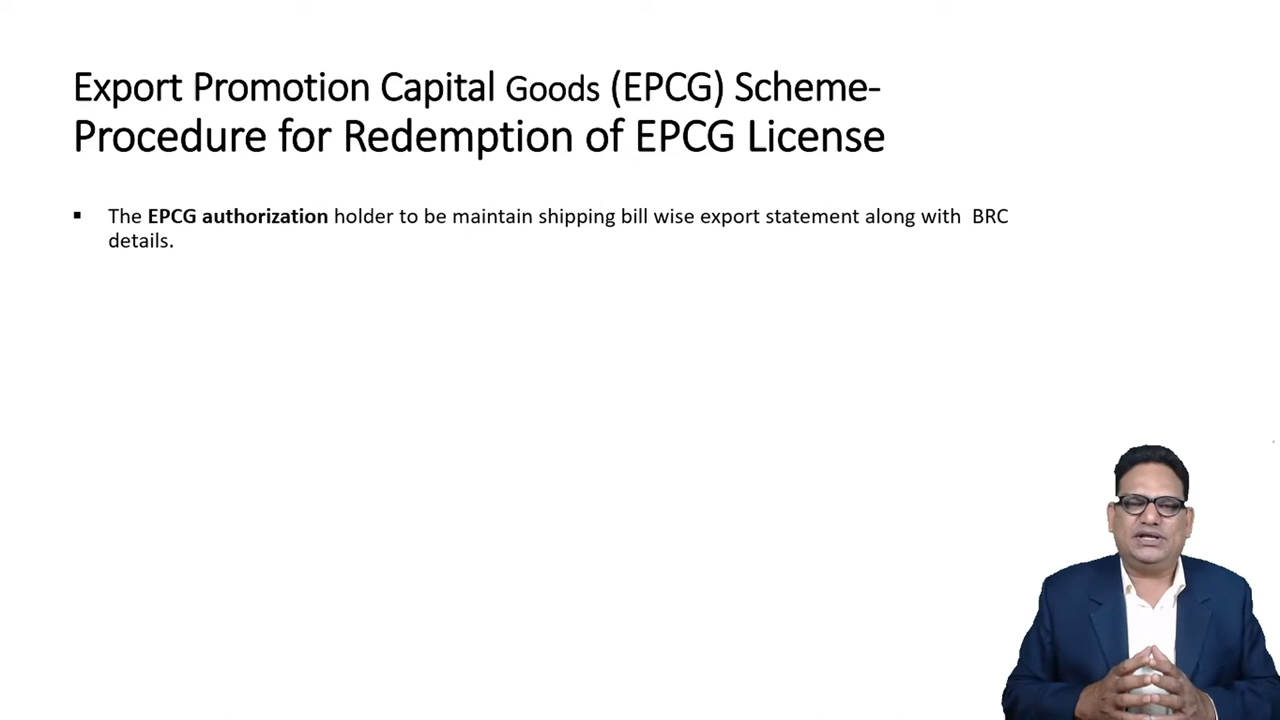 Export Promotion Capital Goods (EPCG) Scheme-
Procedure for Redemption of EPCG License
▪ The EPCG authorization holder to be maintain shipping bill wise export statement along with BRC
details.